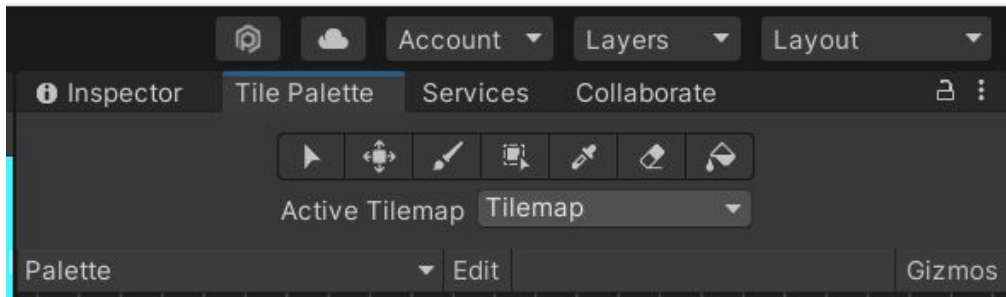 Account Layers Layout
Inspector Tile Palette Services Collaborate
Active Tilemap Tilemap
Palette Edit Gizmos